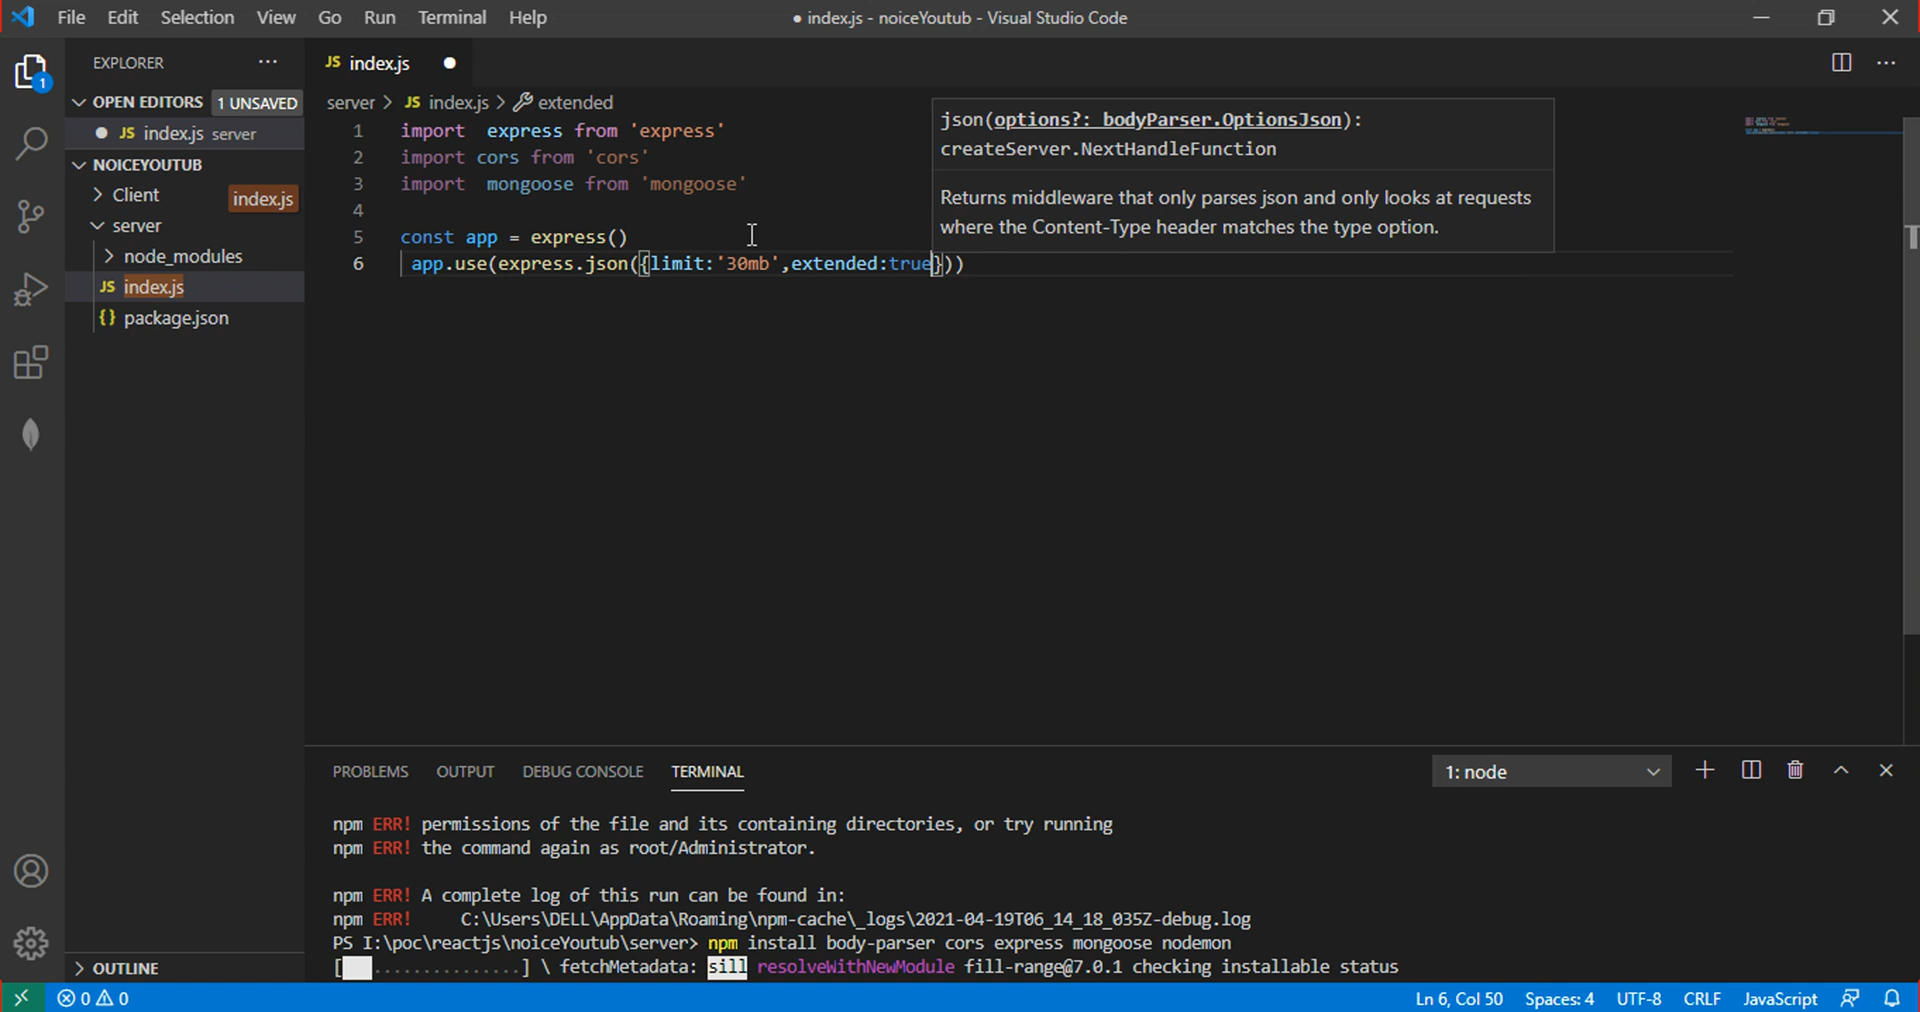 File Edit Selection View Go Run Terminal Help
● index.js - noiceYoutub - Visual Studio Code
EXPLORER
OPEN EDITORS 1 UNSAVED
JS index.js server
NOICEYOUTUB
Client
index.js
server
node_modules
JS index.js
{} package.json
OUTLINE
1
JS index.js
server > JS index.js > extended
1 import  express from 'express'
2 import cors from 'cors'
3 import  mongoose from 'mongoose'
4
5 const app = express()
6 app.use(express.json({limit:'30mb',extended:true}))
json(options?: bodyParser.OptionsJson):
createServer.NextHandleFunction
Returns middleware that only parses json and only looks at requests
where the Content-Type header matches the type option.
PROBLEMS OUTPUT DEBUG CONSOLE TERMINAL
1: node
npm ERR! permissions of the file and its containing directories, or try running
npm ERR! the command again as root/Administrator.
npm ERR! A complete log of this run can be found in:
npm ERR!     C:\Users\DELL\AppData\Roaming\npm-cache\_logs\2021-04-19T06_14_18_035Z-debug.log
PS I:\poc\reactjs\noiceYoutub\server> npm install body-parser cors express mongoose nodemon
[ ...............] \ fetchMetadata: sill resolveWithNewModule fill-range@7.0.1 checking installable status
0 0
Ln 6, Col 50 Spaces: 4 UTF-8 CRLF JavaScript